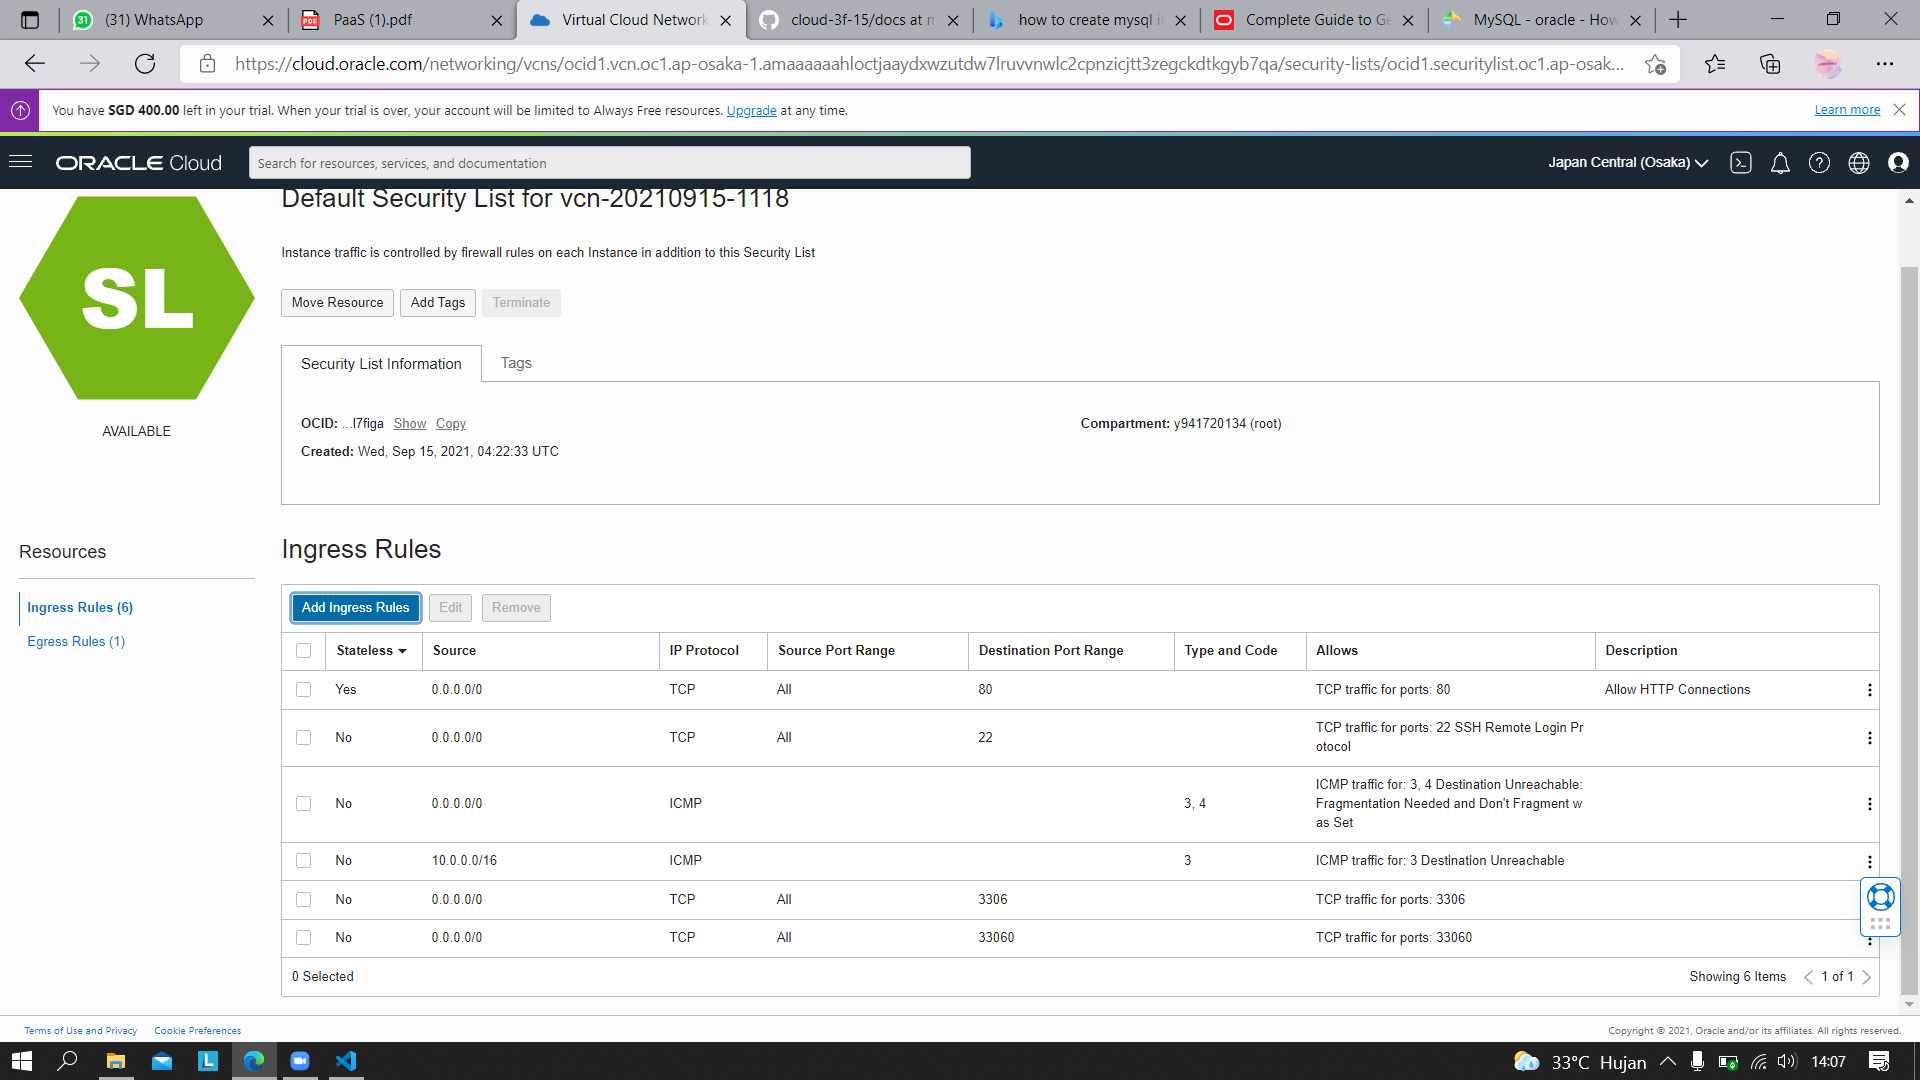 (31) WhatsApp
PaaS (1).pdf
Virtual Cloud Network
cloud-3f-15/docs at m
how to create mysql in
Complete Guide to Ge
MySQL - oracle - How
https://cloud.oracle.com/networking/vcns/ocid1.vcn.oc1.ap-osaka-1.amaaaaaahloctjaaydxwzutdw7lruvvnwlc2cpnzicjtt3zegckdtkgyb7qa/security-lists/ocid1.securitylist.oc1.ap-osak...
You have SGD 400.00 left in your trial. When your trial is over, your account will be limited to Always Free resources. Upgrade at any time.
Learn more
ORACLE Cloud
Search for resources, services, and documentation
Japan Central (Osaka)
Default Security List for vcn-20210915-1118
Instance traffic is controlled by firewall rules on each Instance in addition to this Security List
SL
AVAILABLE
Move Resource
Add Tags
Terminate
Security List Information
Tags
OCID: ...l7figa Show Copy
Compartment: y941720134 (root)
Created: Wed, Sep 15, 2021, 04:22:33 UTC
Resources
Ingress Rules (6)
Egress Rules (1)
Ingress Rules
Add Ingress Rules
Edit
Remove
Stateless Source IP Protocol Source Port Range Destination Port Range Type and Code Allows Description
Yes 0.0.0.0/0 TCP All 80 TCP traffic for ports: 80 Allow HTTP Connections
No 0.0.0.0/0 TCP All 22 TCP traffic for ports: 22 SSH Remote Login Pr
otocol
No 0.0.0.0/0 ICMP 3, 4 ICMP traffic for: 3, 4 Destination Unreachable:
Fragmentation Needed and Don't Fragment w
as Set
No 10.0.0.0/16 ICMP 3 ICMP traffic for: 3 Destination Unreachable
No 0.0.0.0/0 TCP All 3306 TCP traffic for ports: 3306
No 0.0.0.0/0 TCP All 33060 TCP traffic for ports: 33060
0 Selected
Showing 6 Items
1 of 1
Terms of Use and Privacy
Cookie Preferences
Copyright © 2021, Oracle and/or its affiliates. All rights reserved.
33°C Hujan
14:07